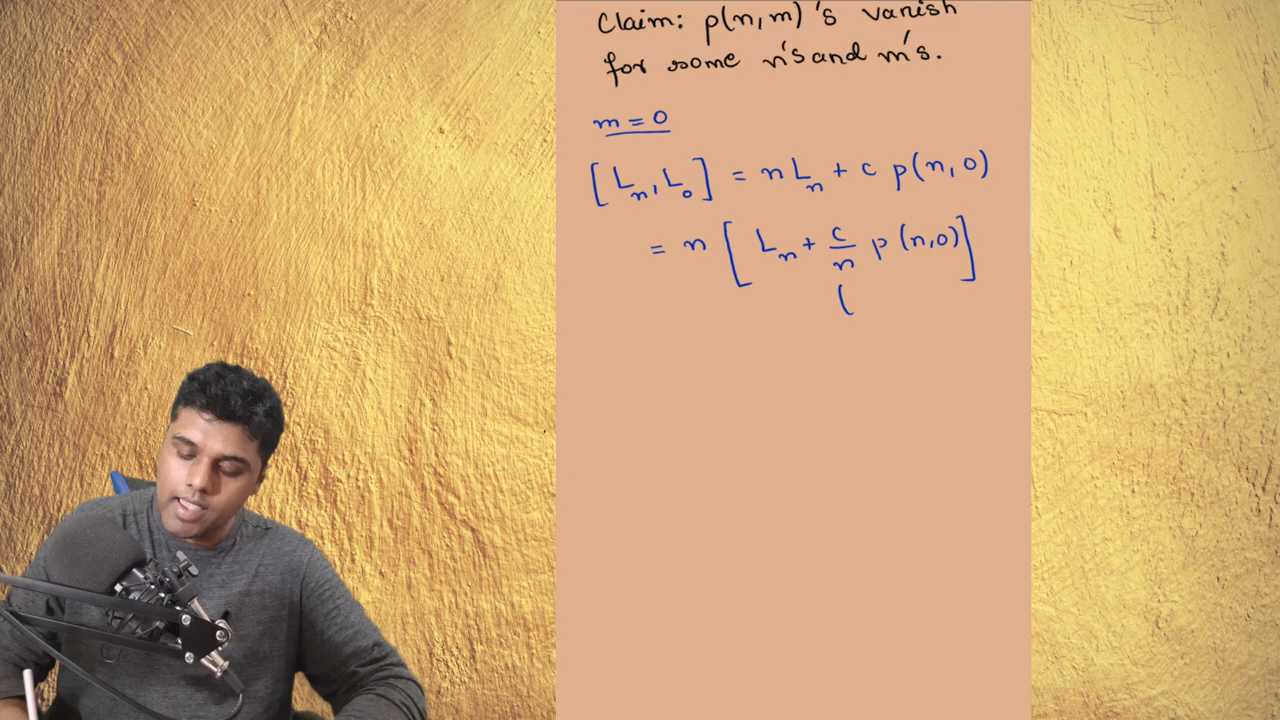 Claim: p(n,m)'s vanish
for some n's and m's.
m = 0
[L_n, L_0] = n L_n + c p(n,0)
= n [ L_n + c/n p(n,0) ]
(